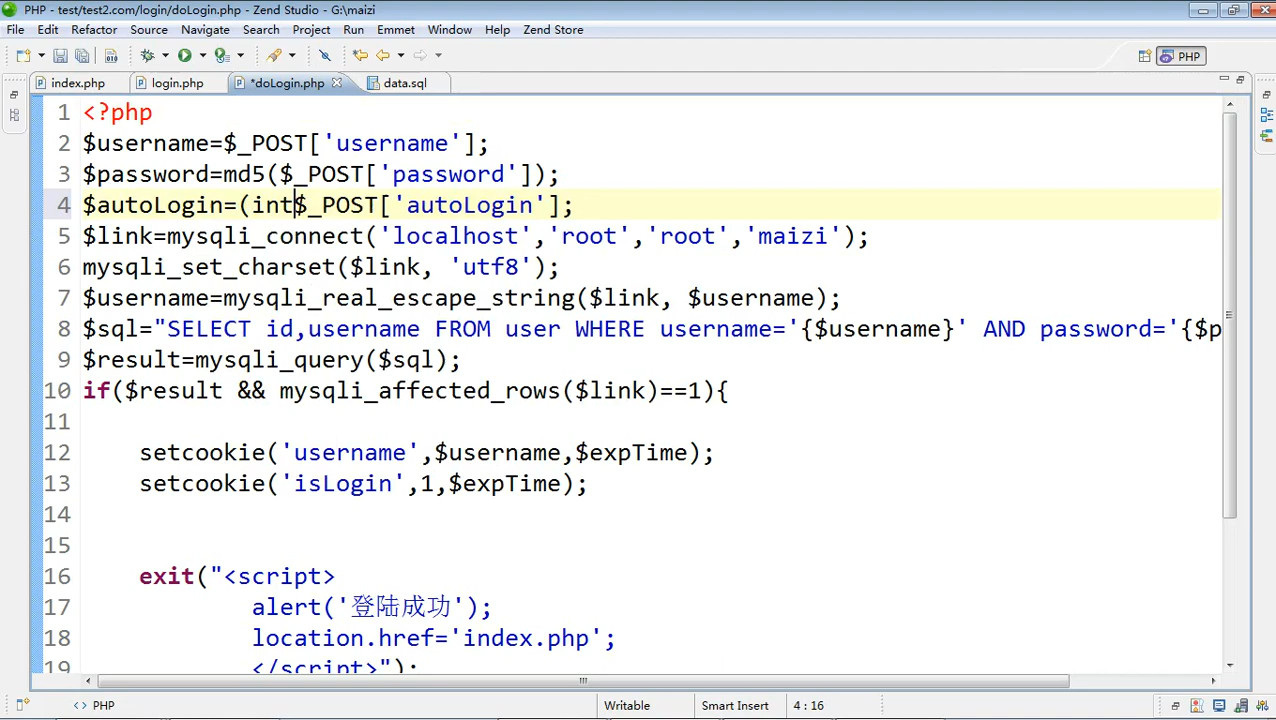 PHP - test/test2.com/login/doLogin.php - Zend Studio - G:\maizi
File Edit Refactor Source Navigate Search Project Run Emmet Window Help Zend Store
PHP
index.php login.php *doLogin.php data.sql
1 <?php
2 $username=$_POST['username'];
3 $password=md5($_POST['password']);
4 $autoLogin=(int$_POST['autoLogin'];
5 $link=mysqli_connect('localhost','root','root','maizi');
6 mysqli_set_charset($link, 'utf8');
7 $username=mysqli_real_escape_string($link, $username);
8 $sql="SELECT id,username FROM user WHERE username='{$username}' AND password='{$p
9 $result=mysqli_query($sql);
10 if($result && mysqli_affected_rows($link)==1){
11
12 setcookie('username',$username,$expTime);
13 setcookie('isLogin',1,$expTime);
14
15
16 exit("<script>
17 alert('登陆成功');
18 location.href='index.php';
19 </script>");
<> PHP Writable Smart Insert 4 : 16